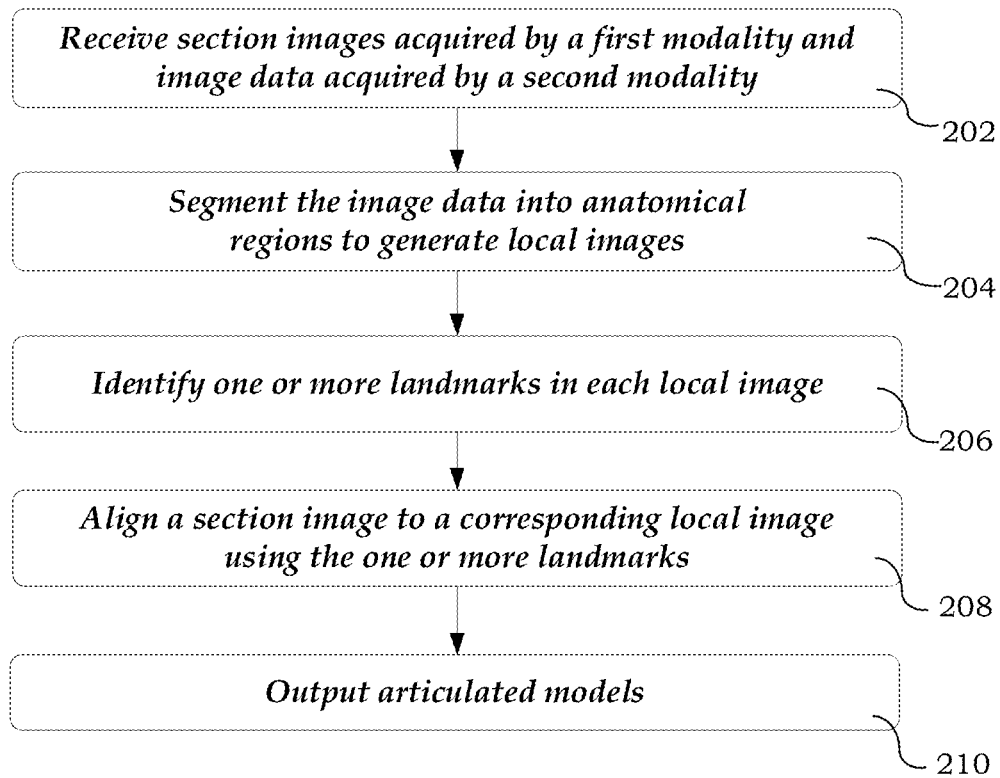 Receive section images acquired by a first modality and
image data acquired by a second modality
202
Segment the image data into anatomical
regions to generate local images
204
Identify one or more landmarks in each local image
206
Align a section image to a corresponding local image
using the one or more landmarks
208
Output articulated models
210